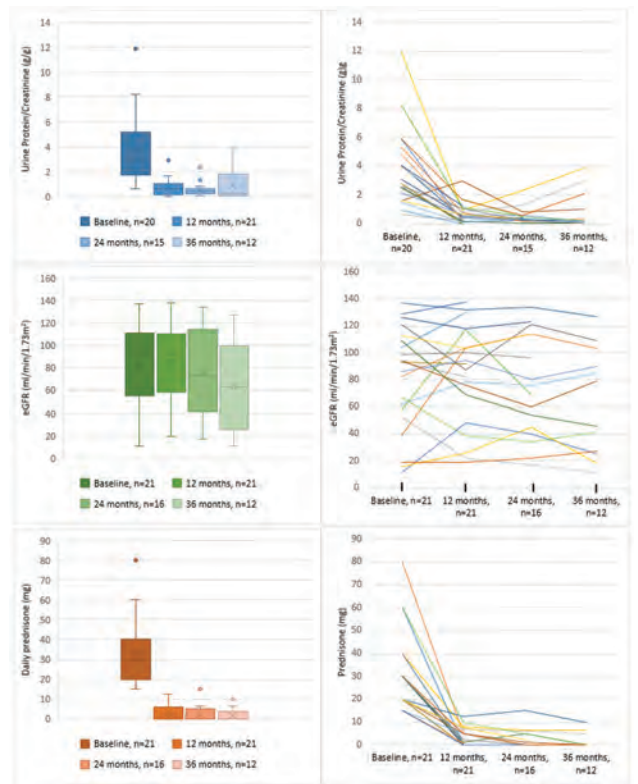 14
12
10
8
6
4
2
0
Urine Protein/Creatinine (g/g)
Baseline, n=20
12 months, n=21
24 months, n=15
36 months, n=12
14
12
10
8
6
4
2
0
Urine Protein/Creatinine (g)g
Baseline,
n=20
12 months,
n=21
24 months,
n=15
36 months,
n=12
160
140
120
100
80
60
40
20
0
eGFR (ml/min/1.73m²)
Baseline, n=21
12 months, n=21
24 months, n=16
36 months, n=12
160
140
120
100
80
60
40
20
0
eGFR (ml/min/1.73m²)
Baseline, n=21
12 months,
n=21
24 months,
n=16
36 months,
n=12
90
80
70
60
50
40
30
20
10
0
Daily prednisone (mg)
Baseline, n=21
12 months, n=21
24 months, n=16
36 months, n=12
90
80
70
60
50
40
30
20
10
0
Prednisone (mg)
Baseline, n=21
12 months,
n=21
24 months,
n=16
36 months,
n=12